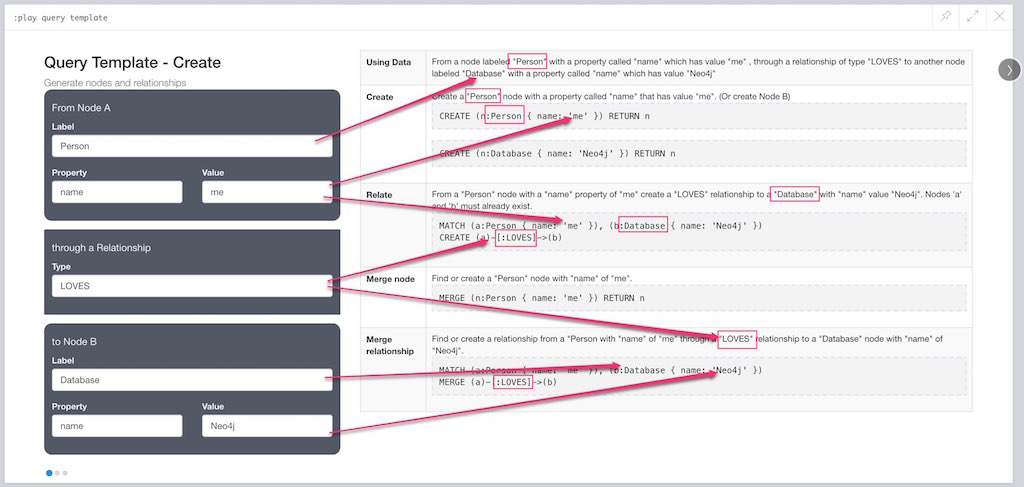 :play query template
Query Template - Create
Generate nodes and relationships
From Node A
Label
Person
Property
Value
name
me
through a Relationship
Type
LOVES
to Node B
Label
Database
Property
Value
name
Neo4j
Using Data
From a node labeled "Person" with a property called "name" which has value "me" , through a relationship of type "LOVES" to another node
labeled "Database" with a property called "name" which has value "Neo4j"
Create
Create a "Person" node with a property called "name" that has value "me". (Or create Node B)
CREATE (n:Person { name: 'me' }) RETURN n
CREATE (n:Database { name: 'Neo4j' }) RETURN n
Relate
From a "Person" node with a "name" property of "me" create a "LOVES" relationship to a "Database" with "name" value "Neo4j". Nodes 'a'
and 'b' must already exist.
MATCH (a:Person { name: 'me' }), (b:Database { name: 'Neo4j' })
CREATE (a)-[:LOVES]->(b)
Merge node
Find or create a "Person" node with "name" of "me".
MERGE (n:Person { name: 'me' }) RETURN n
Merge
relationship
Find or create a relationship from a "Person with "name" of "me" through a "LOVES" relationship to a "Database" node with "name" of
"Neo4j".
MATCH (a:Person { name: 'me' }), (b:Database { name: 'Neo4j' })
MERGE (a)-[:LOVES]->(b)